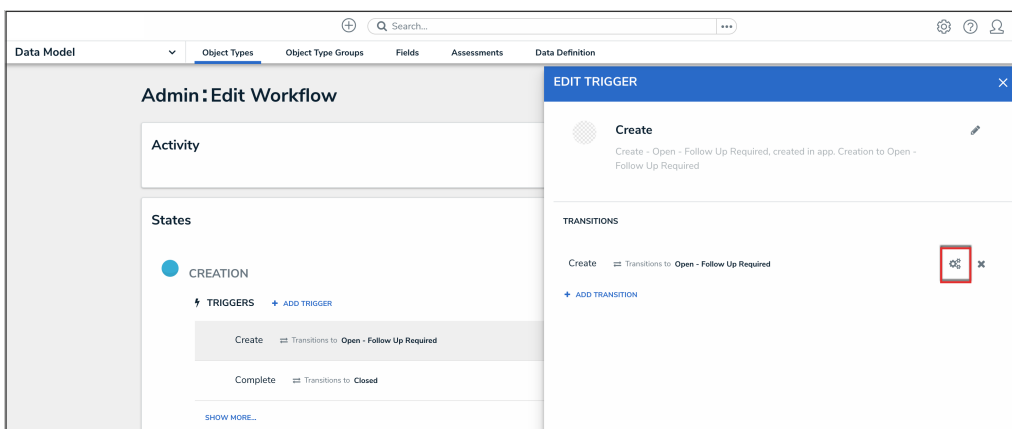 Search...
Data Model
Object Types
Object Type Groups
Fields
Assessments
Data Definition
Admin:Edit Workflow
Activity
States
CREATION
TRIGGERS + ADD TRIGGER
Create Transitions to Open - Follow Up Required
Complete Transitions to Closed
SHOW MORE...
EDIT TRIGGER
Create
Create - Open - Follow Up Required, created in app. Creation to Open -
Follow Up Required
TRANSITIONS
Create Transitions to Open - Follow Up Required
+ ADD TRANSITION